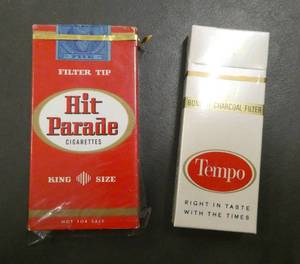 FILTER TIP
Hit
Parade
CIGARETTES
KING SIZE
NOT FOR SALE
CHARCOAL FILTER
Tempo
RIGHT IN TASTE
WITH THE TIMES